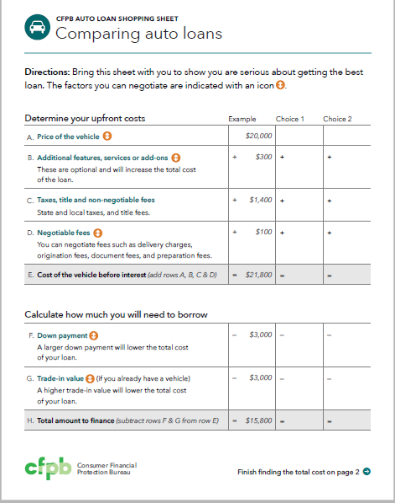 CFPB AUTO LOAN SHOPPING SHEET
Comparing auto loans
Directions: Bring this sheet with you to show you are serious about getting the best
loan. The factors you can negotiate are indicated with an icon.
Determine your upfront costs Example Choice 1 Choice 2
A. Price of the vehicle $20,000
B. Additional features, services or add-ons + $300 + +
These are optional and will increase the total cost
of the loan.
C. Taxes, title and non-negotiable fees + $1,400 + +
State and local taxes, and title fees.
D. Negotiable fees + $100 + +
You can negotiate fees such as delivery charges,
origination fees, document fees, and preparation fees.
E. Cost of the vehicle before interest (add rows A, B, C & D) = $21,800 = =
Calculate how much you will need to borrow
F. Down payment – $3,000 – –
A larger down payment will lower the total cost
of your loan.
G. Trade-in value (if you already have a vehicle) – $3,000 – –
A higher trade-in value will lower the total cost
of your loan.
H. Total amount to finance (subtract rows F & G from row E) = $15,800 = =
cfpb Consumer Financial
Protection Bureau
Finish finding the total cost on page 2